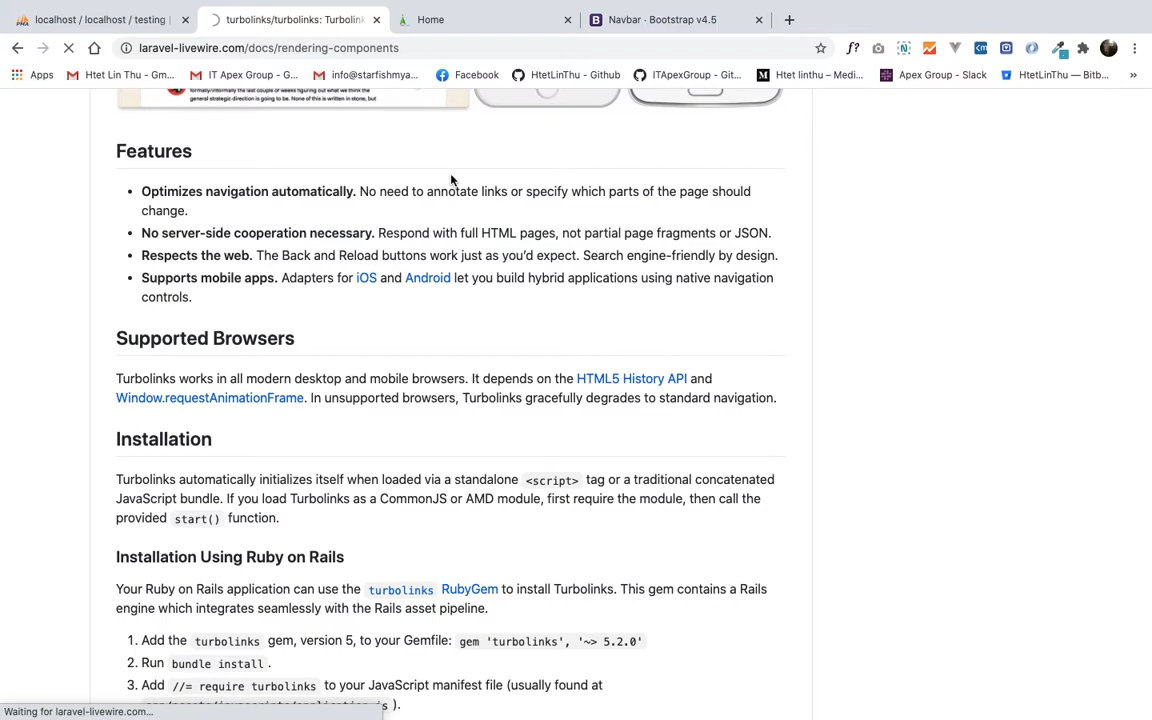 localhost / localhost / testing |
turbolinks/turbolinks: Turbolin
Home
Navbar · Bootstrap v4.5
laravel-livewire.com/docs/rendering-components
Apps
Htet Lin Thu - Gm...
IT Apex Group - G...
info@starfishmya...
Facebook
HtetLinThu - Github
ITApexGroup - Git...
Htet linthu – Medi...
Apex Group - Slack
HtetLinThu — Bitb...
»
Features
• Optimizes navigation automatically. No need to annotate links or specify which parts of the page should
change.
• No server-side cooperation necessary. Respond with full HTML pages, not partial page fragments or JSON.
• Respects the web. The Back and Reload buttons work just as you'd expect. Search engine-friendly by design.
• Supports mobile apps. Adapters for iOS and Android let you build hybrid applications using native navigation
controls.
Supported Browsers
Turbolinks works in all modern desktop and mobile browsers. It depends on the HTML5 History API and
Window.requestAnimationFrame. In unsupported browsers, Turbolinks gracefully degrades to standard navigation.
Installation
Turbolinks automatically initializes itself when loaded via a standalone <script> tag or a traditional concatenated
JavaScript bundle. If you load Turbolinks as a CommonJS or AMD module, first require the module, then call the
provided start() function.
Installation Using Ruby on Rails
Your Ruby on Rails application can use the turbolinks RubyGem to install Turbolinks. This gem contains a Rails
engine which integrates seamlessly with the Rails asset pipeline.
1. Add the turbolinks gem, version 5, to your Gemfile: gem 'turbolinks', '~> 5.2.0'
2. Run bundle install.
3. Add //= require turbolinks to your JavaScript manifest file (usually found at
Waiting for laravel-livewire.com...